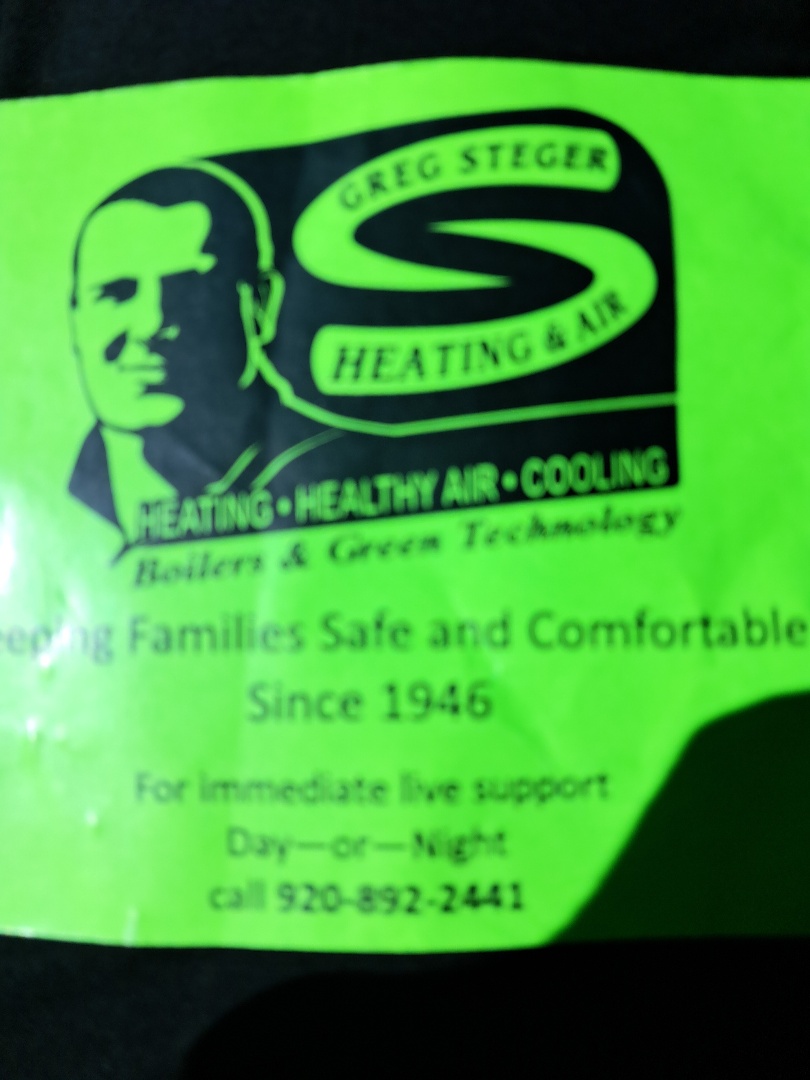 GREG STEGER
HEATING & AIR
HEATING • HEALTHY AIR • COOLING
Boilers & Green Technology
Families Safe and Comfortable
Since 1946
For immediate live support
Day—or—Night
call 920-892-2441